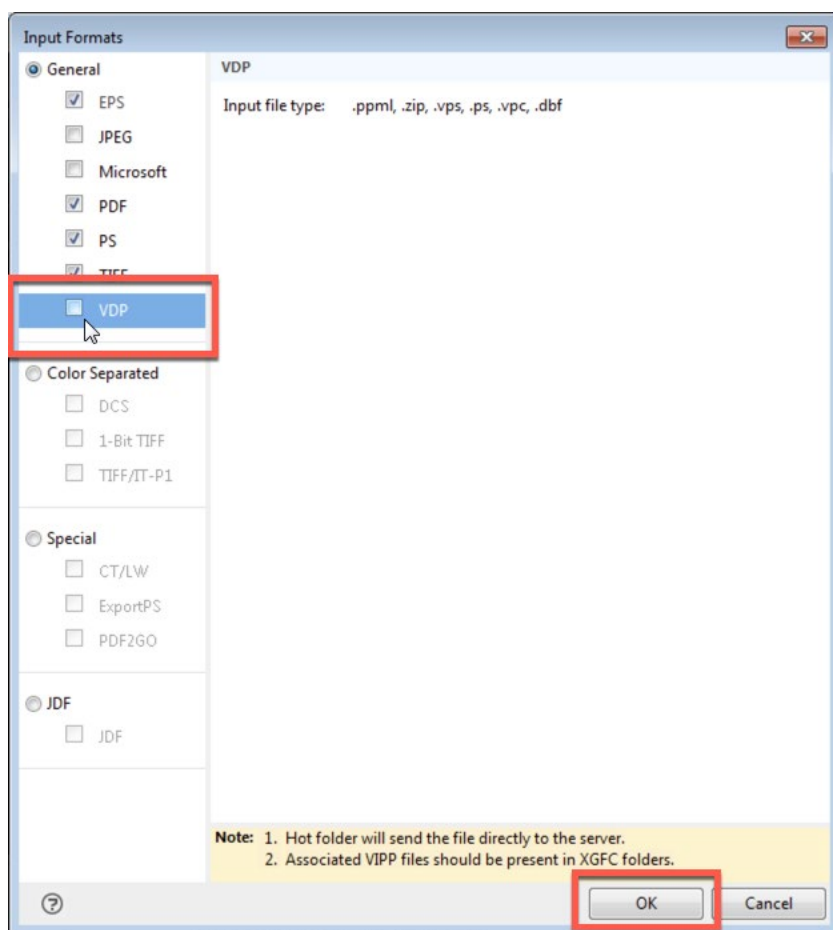 Input Formats
General
EPS
JPEG
Microsoft
PDF
PS
TIFF
VDP
Color Separated
DCS
1-Bit TIFF
TIFF/IT-P1
Special
CT/LW
ExportPS
PDF2GO
JDF
JDF
VDP
Input file type: .ppml, .zip, .vps, .ps, .vpc, .dbf
Note: 1. Hot folder will send the file directly to the server.
2. Associated VIPP files should be present in XGFC folders.
OK
Cancel